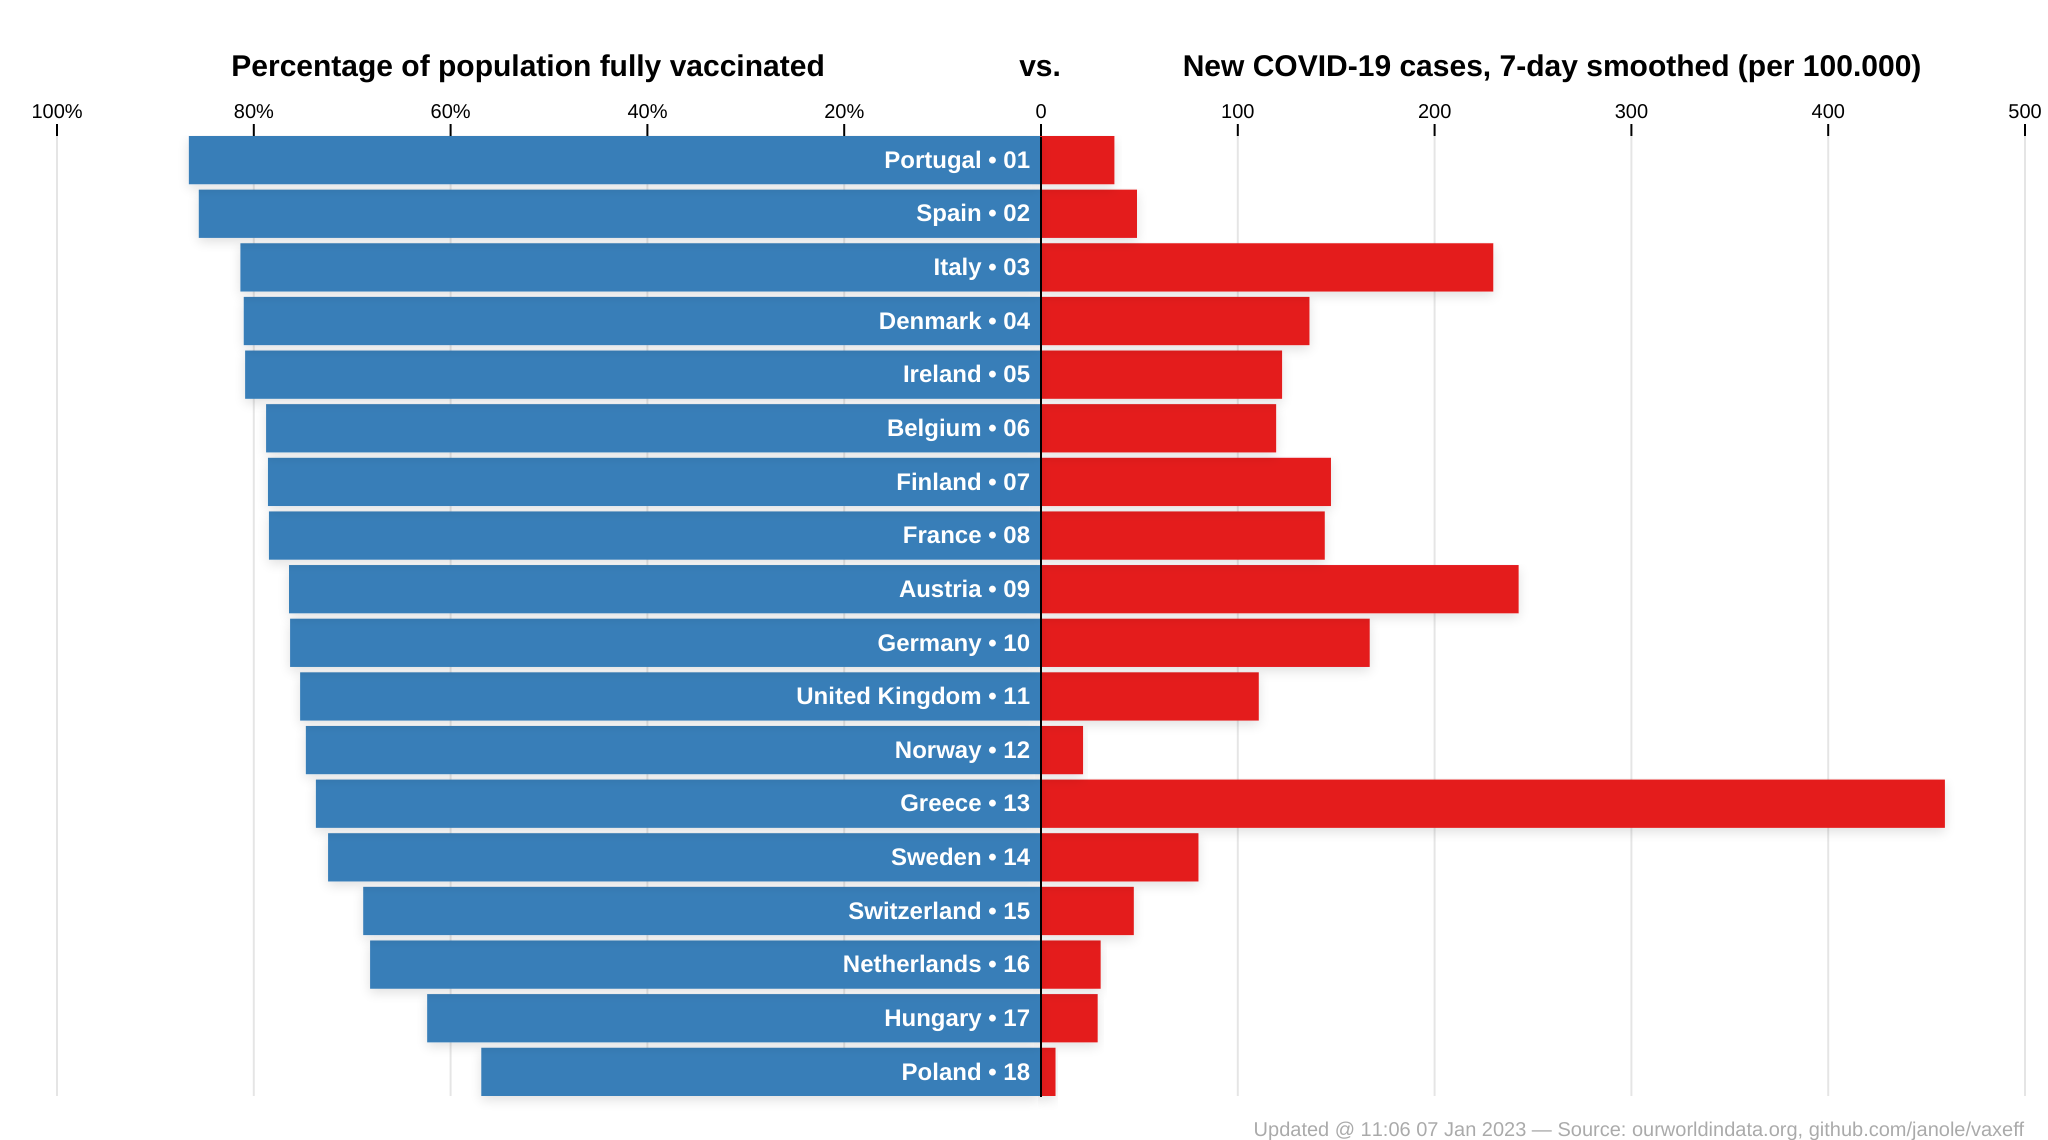 Percentage of population fully vaccinated vs. New COVID-19 cases, 7-day smoothed (per 100.000)
100% 80% 60% 40% 20% 0 100 200 300 400 500
Portugal • 01
Spain • 02
Italy • 03
Denmark • 04
Ireland • 05
Belgium • 06
Finland • 07
France • 08
Austria • 09
Germany • 10
United Kingdom • 11
Norway • 12
Greece • 13
Sweden • 14
Switzerland • 15
Netherlands • 16
Hungary • 17
Poland • 18
Updated @ 11:06 07 Jan 2023 — Source: ourworldindata.org, github.com/janole/vaxeff